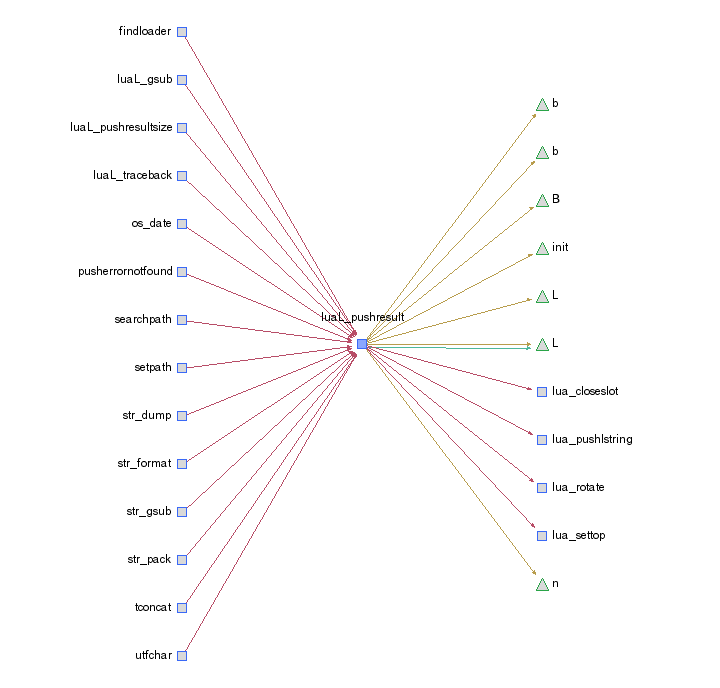 findloader
luaL_gsub
luaL_pushresultsize
luaL_traceback
os_date
pusherrornotfound
searchpath
setpath
str_dump
str_format
str_gsub
str_pack
tconcat
utfchar
luaL_pushresult
b
b
B
init
L
L
lua_closeslot
lua_pushlstring
lua_rotate
lua_settop
n